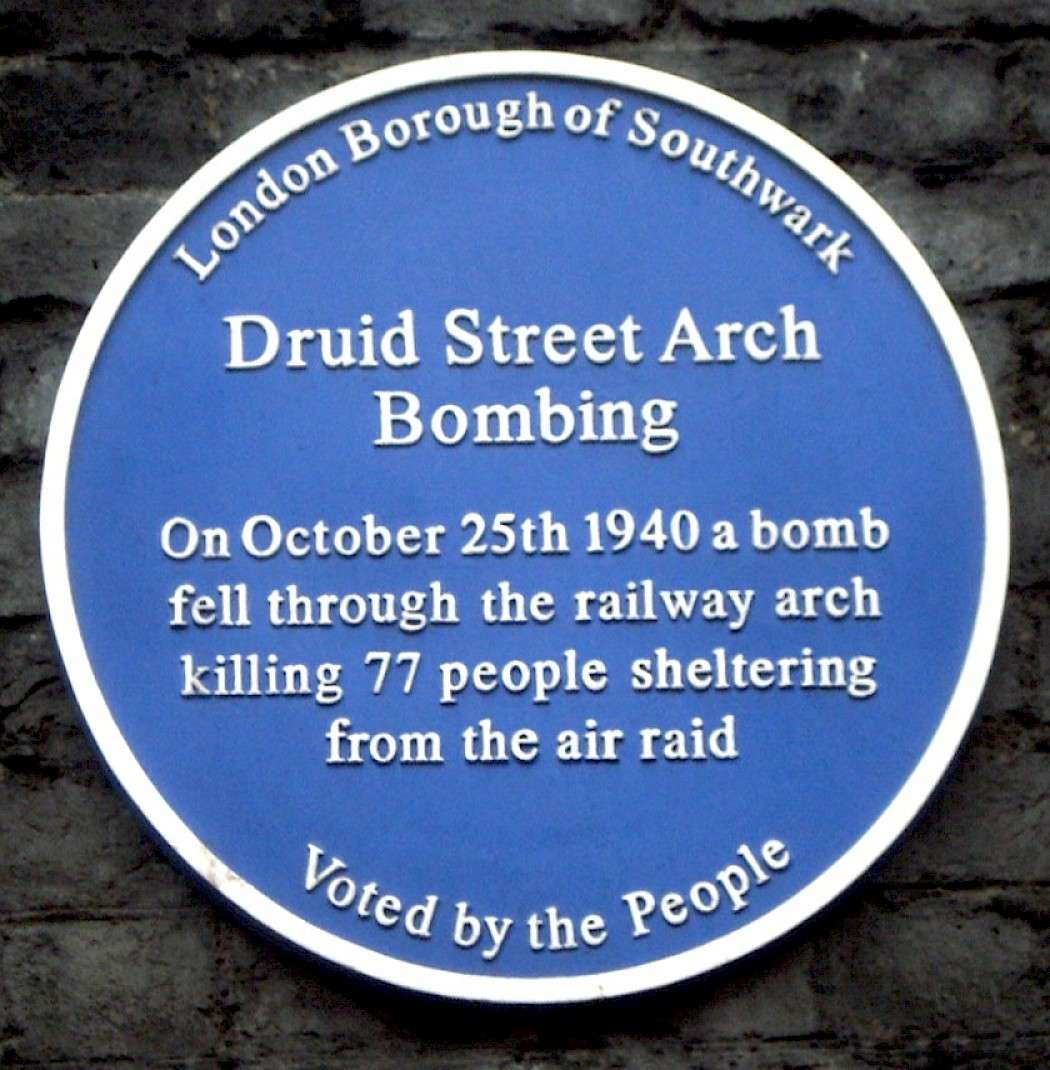 London Borough of Southwark
Druid Street Arch
Bombing
On October 25th 1940 a bomb
fell through the railway arch
killing 77 people sheltering
from the air raid
Voted by the People